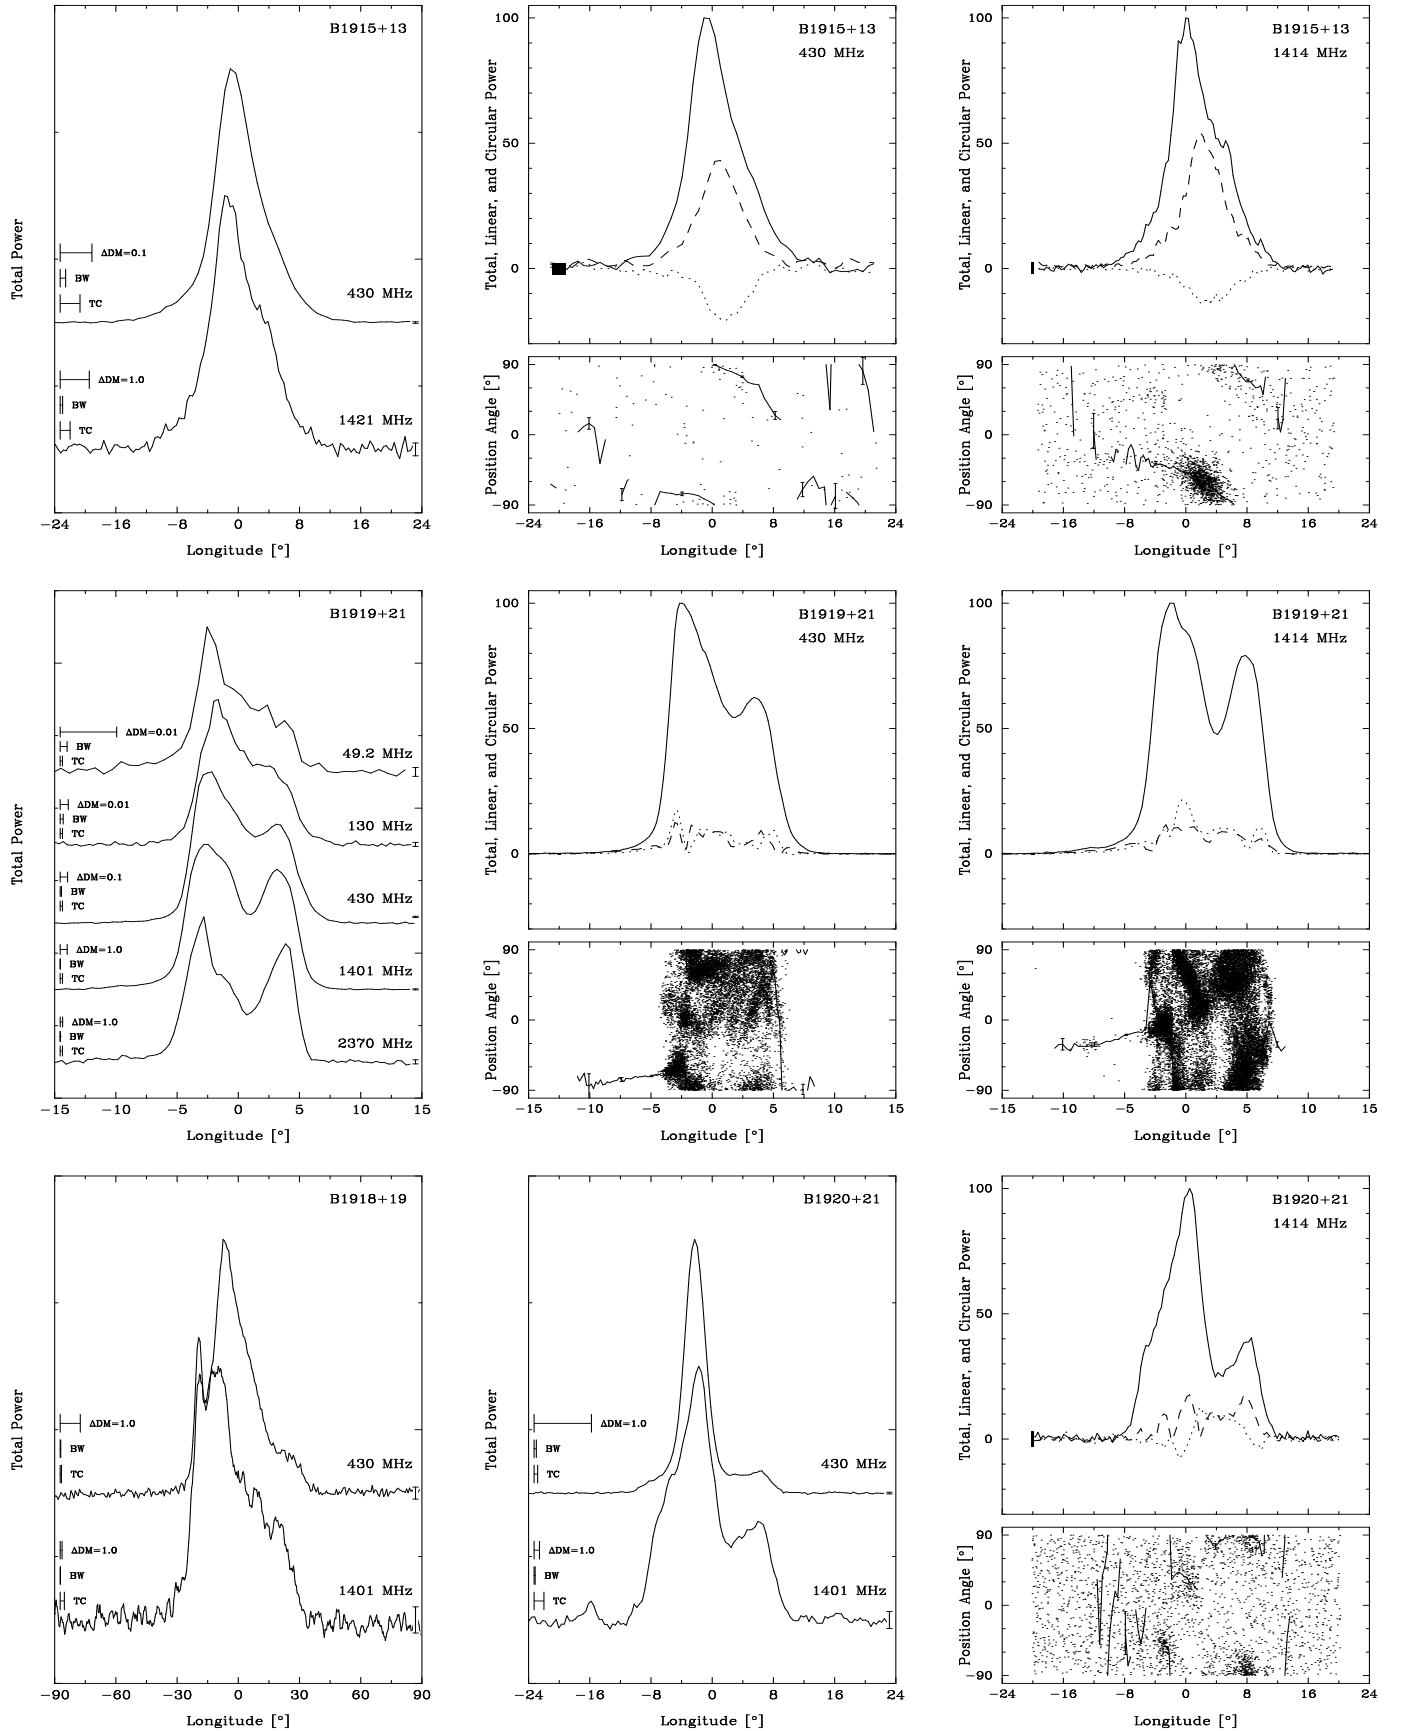 B1915+13
Total Power
ΔDM=0.1
BW
TC
430 MHz
ΔDM=1.0
BW
TC
1421 MHz
−24 −16 −8 0 8 16 24
Longitude [°]
B1915+13
430 MHz
Total, Linear, and Circular Power
100
50
0
Position Angle [°]
90
0
−90
−24 −16 −8 0 8 16 24
Longitude [°]
B1915+13
1414 MHz
Total, Linear, and Circular Power
100
50
0
Position Angle [°]
90
0
−90
−24 −16 −8 0 8 16 24
Longitude [°]
B1919+21
Total Power
ΔDM=0.01
BW
TC
49.2 MHz
ΔDM=0.01
BW
TC
130 MHz
ΔDM=0.1
BW
TC
430 MHz
ΔDM=1.0
BW
TC
1401 MHz
ΔDM=1.0
BW
TC
2370 MHz
−15 −10 −5 0 5 10 15
Longitude [°]
B1919+21
430 MHz
Total, Linear, and Circular Power
100
50
0
Position Angle [°]
90
0
−90
−15 −10 −5 0 5 10 15
Longitude [°]
B1919+21
1414 MHz
Total, Linear, and Circular Power
100
50
0
Position Angle [°]
90
0
−90
−15 −10 −5 0 5 10 15
Longitude [°]
B1918+19
Total Power
ΔDM=1.0
BW
TC
430 MHz
ΔDM=1.0
BW
TC
1401 MHz
−90 −60 −30 0 30 60 90
Longitude [°]
B1920+21
Total Power
ΔDM=1.0
BW
TC
430 MHz
ΔDM=1.0
BW
TC
1401 MHz
−24 −16 −8 0 8 16 24
Longitude [°]
B1920+21
1414 MHz
Total, Linear, and Circular Power
100
50
0
Position Angle [°]
90
0
−90
−24 −16 −8 0 8 16 24
Longitude [°]